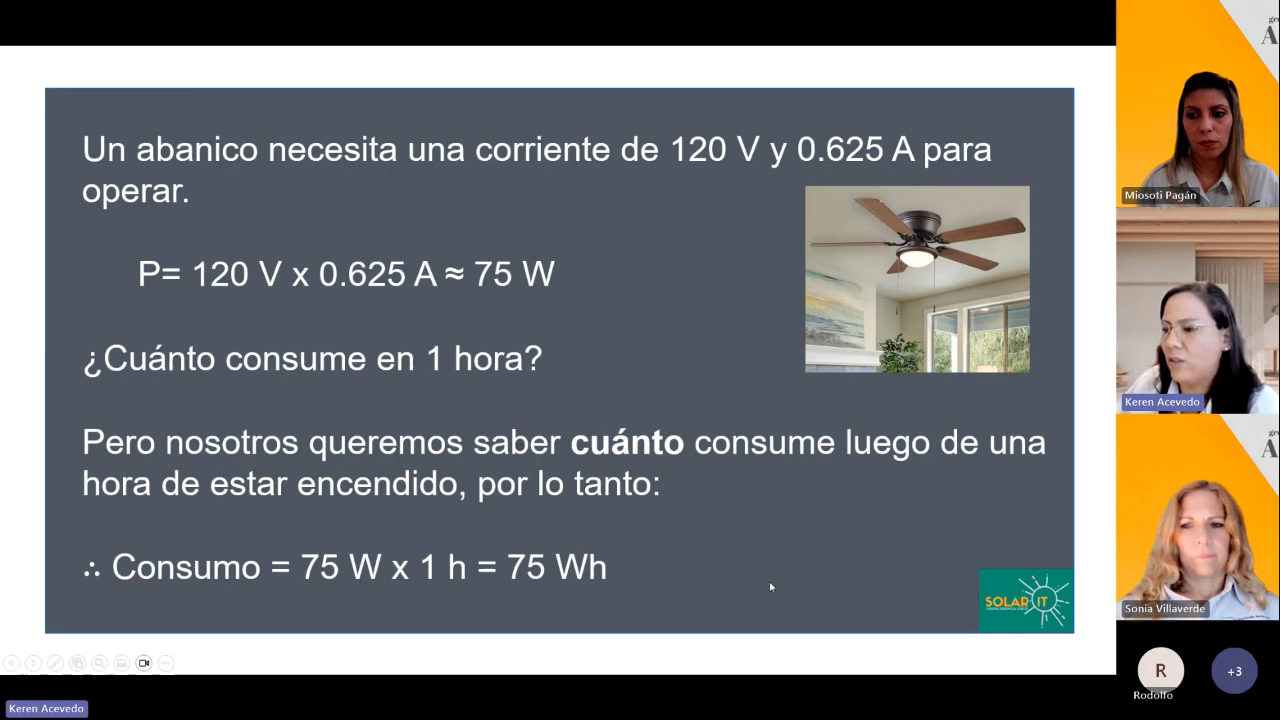 Un abanico necesita una corriente de 120 V y 0.625 A para
operar.
P= 120 V x 0.625 A ≈ 75 W
¿Cuánto consume en 1 hora?
Pero nosotros queremos saber cuánto consume luego de una
hora de estar encendido, por lo tanto:
∴ Consumo = 75 W x 1 h = 75 Wh
SOLAR IT
Miosoti Pagán
Keren Acevedo
Sonia Villaverde
R
Rodolfo
+3
Keren Acevedo